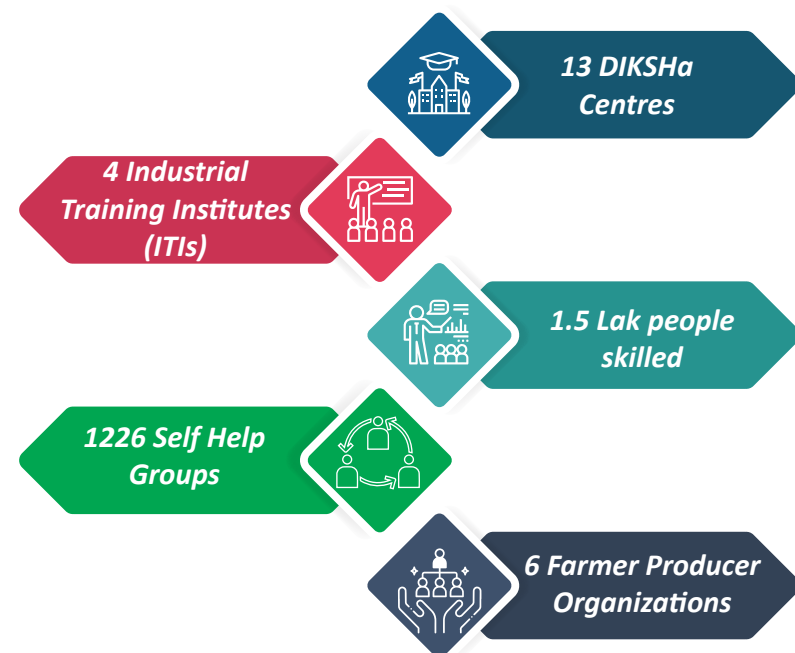 13 DIKSHa
Centres
4 Industrial
Training Institutes
(ITIs)
1.5 Lak people
skilled
1226 Self Help
Groups
6 Farmer Producer
Organizations